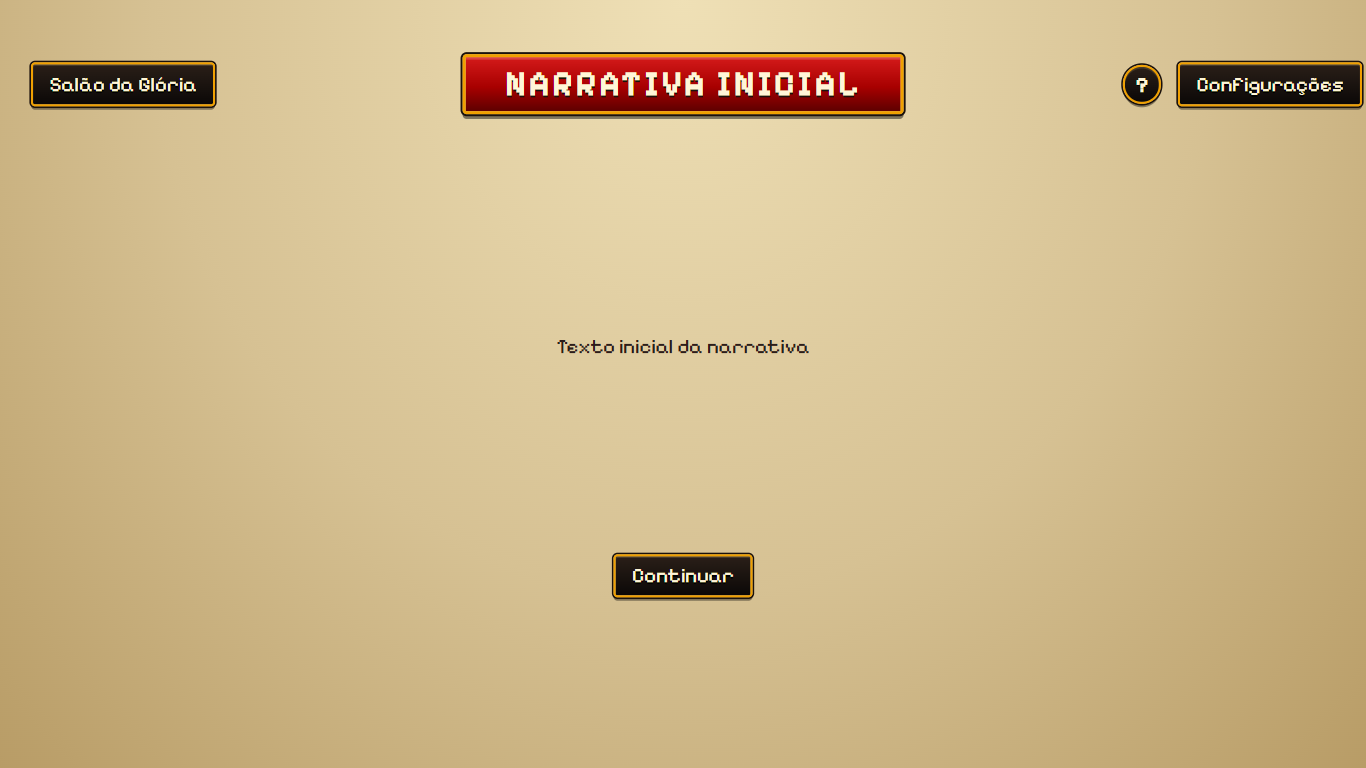 Salão da Glória
NARRATIVA INICIAL
?
Configurações
Texto inicial da narrativa
Continuar